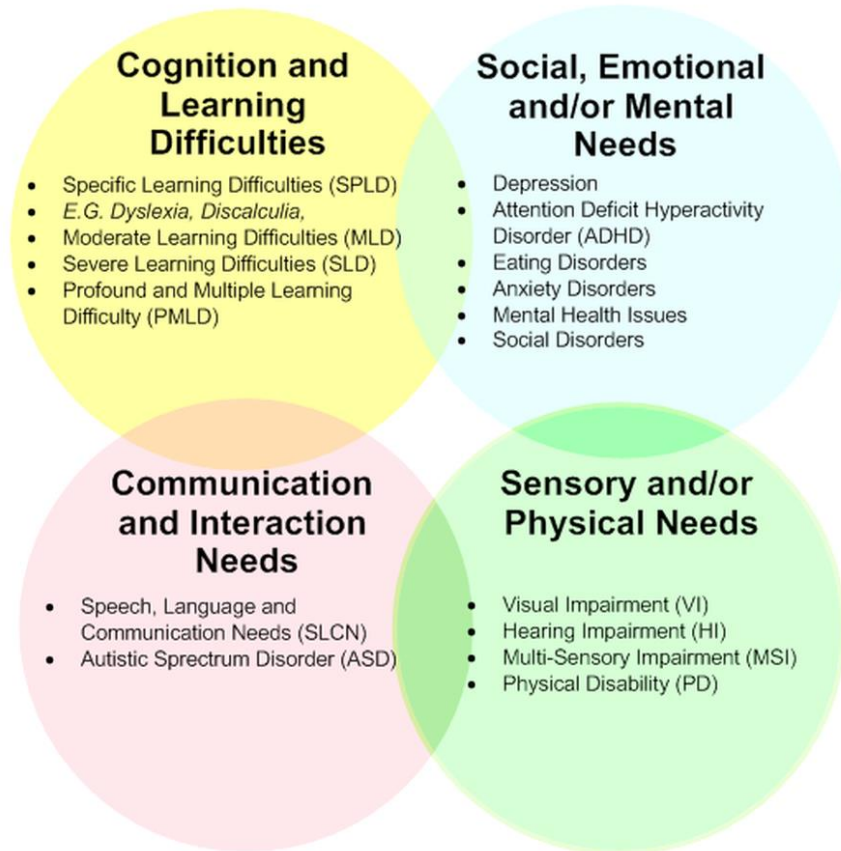 Cognition and
Learning
Difficulties
• Specific Learning Difficulties (SPLD)
• E.G. Dyslexia, Discalculia,
• Moderate Learning Difficulties (MLD)
• Severe Learning Difficulties (SLD)
• Profound and Multiple Learning
Difficulty (PMLD)
Social, Emotional
and/or Mental
Needs
• Depression
• Attention Deficit Hyperactivity
Disorder (ADHD)
• Eating Disorders
• Anxiety Disorders
• Mental Health Issues
• Social Disorders
Communication
and Interaction
Needs
• Speech, Language and
Communication Needs (SLCN)
• Autistic Sprectrum Disorder (ASD)
Sensory and/or
Physical Needs
• Visual Impairment (VI)
• Hearing Impairment (HI)
• Multi-Sensory Impairment (MSI)
• Physical Disability (PD)